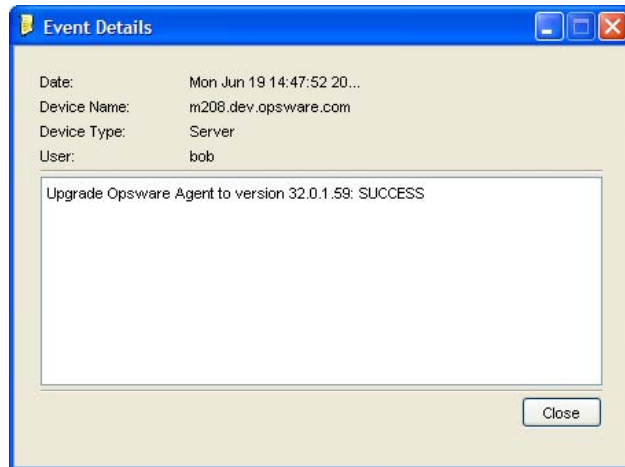 Event Details
Date: Mon Jun 19 14:47:52 20...
Device Name: m208.dev.opsware.com
Device Type: Server
User: bob
Upgrade Opsware Agent to version 32.0.1.59: SUCCESS
Close